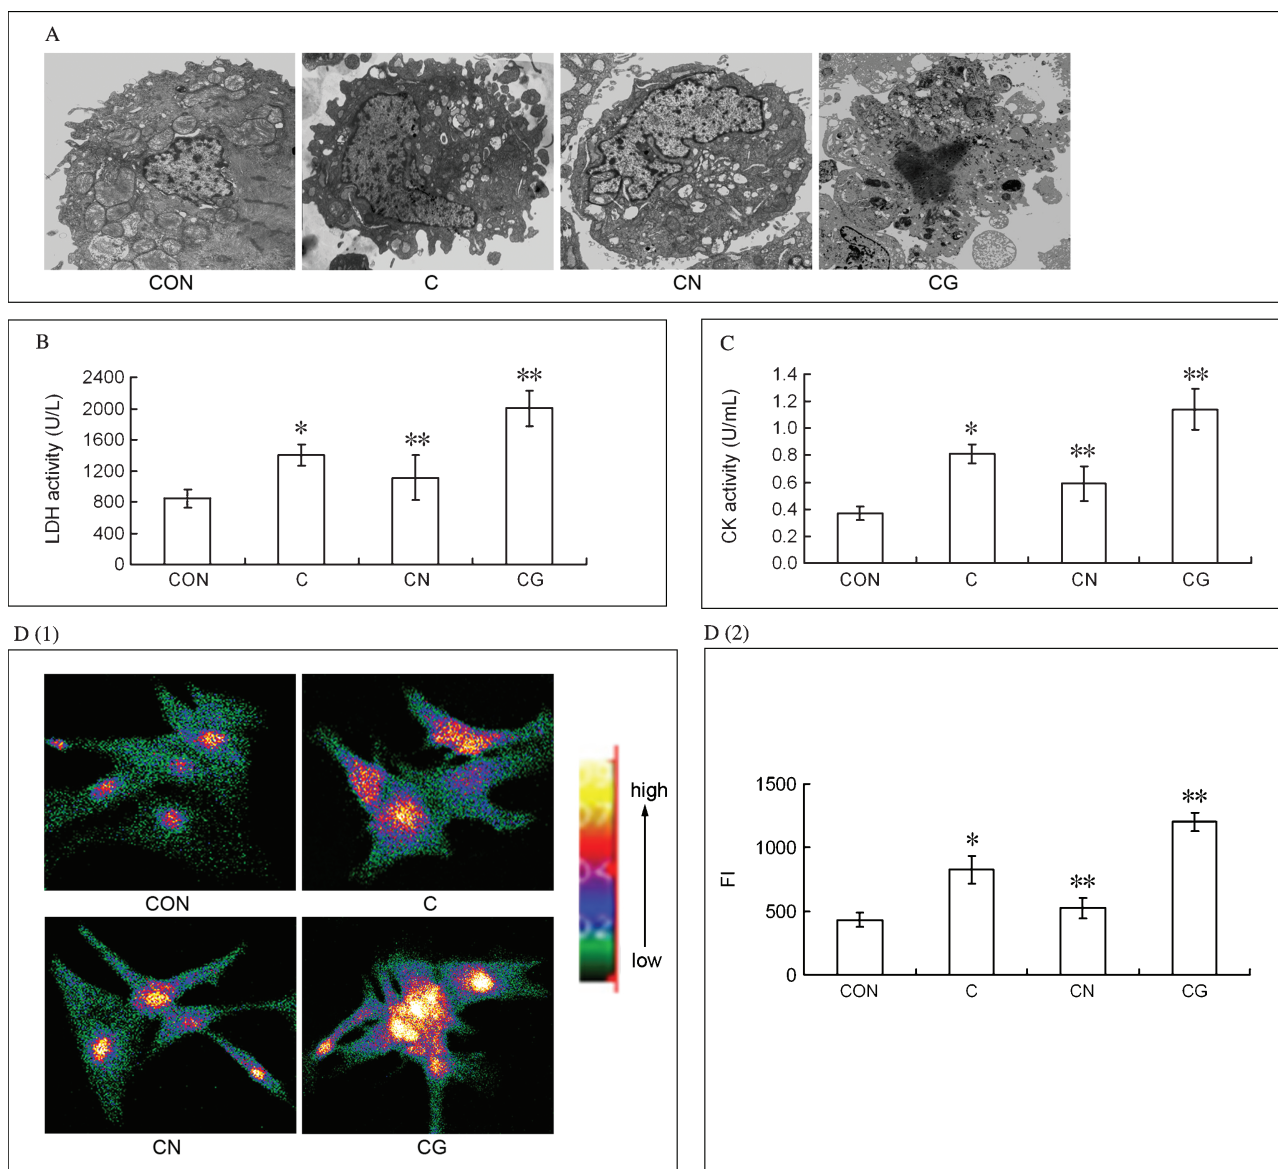 A
CON
C
CN
CG
B
LDH activity (U/L)
2400
2000
1600
1200
800
400
0
*
**
**
CON
C
CN
CG
C
CK activity (U/mL)
1.4
1.2
1.0
0.8
0.6
0.4
0.2
0.0
*
**
**
CON
C
CN
CG
D (1)
CON
C
CN
CG
high
low
D (2)
FI
1500
1000
500
0
*
**
**
CON
C
CN
CG